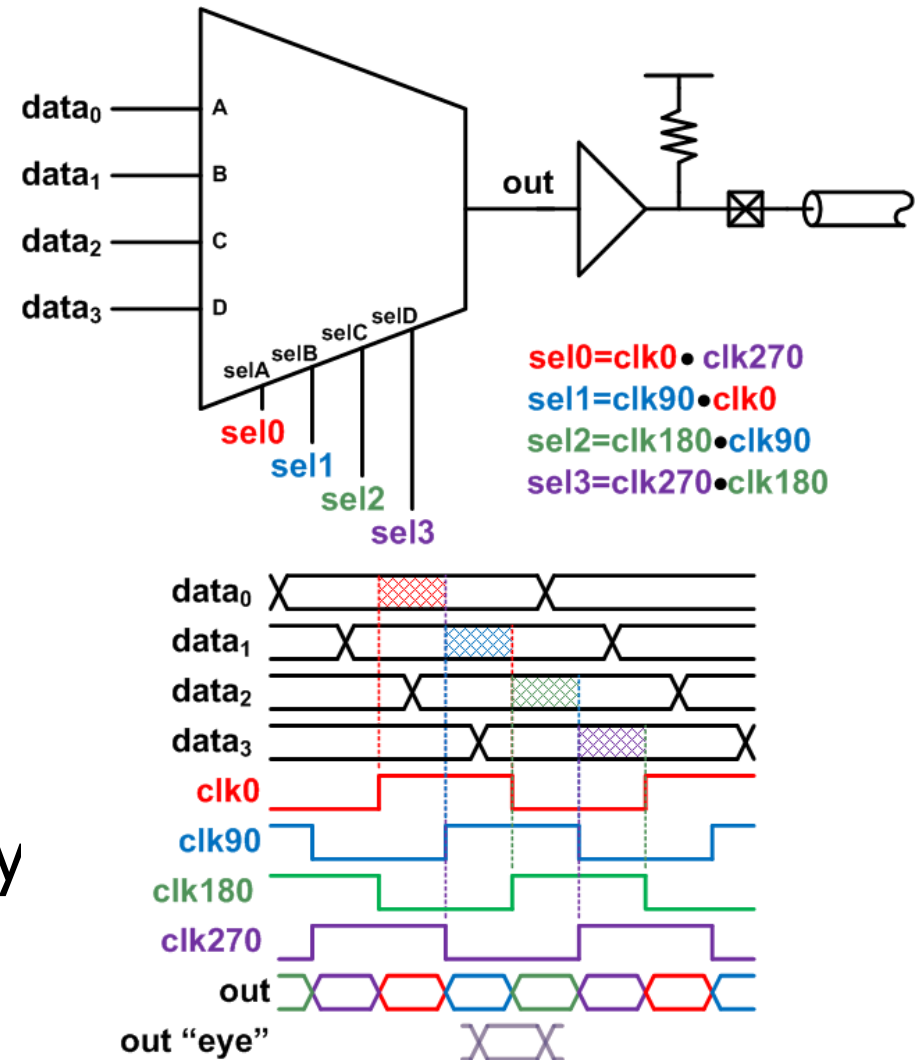 data₀
A
data₁
B
out
data₂
C
data₃
D
selA selB selC selD
sel0
sel1
sel2
sel3
sel0=clk0• clk270
sel1=clk90•clk0
sel2=clk180•clk90
sel3=clk270•clk180
data₀
data₁
data₂
data₃
clk0
clk90
y
clk180
clk270
out
out “eye”